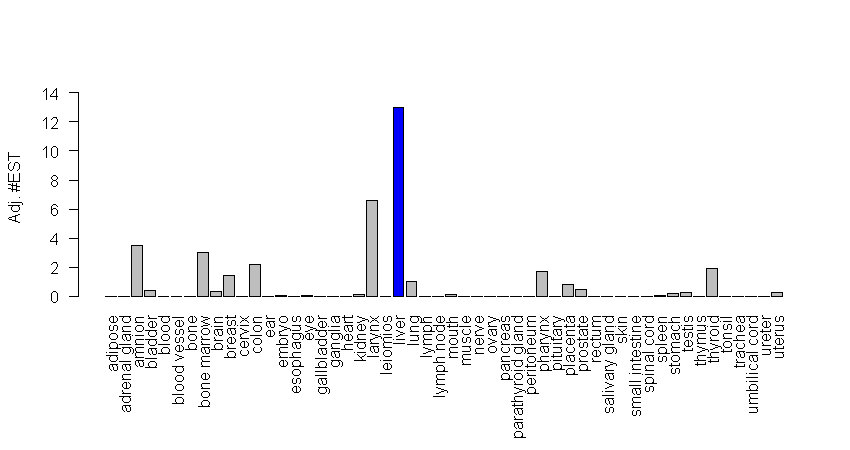 14
12
10
8
6
4
2
0
Adj. #EST
adipose
adrenal gland
amnion
bladder
blood
blood vessel
bone
bone marrow
brain
breast
cervix
colon
ear
embryo
esophagus
eye
gallbladder
ganglia
heart
kidney
larynx
leiomios
liver
lung
lymph
lymph node
mouth
muscle
nerve
ovary
pancreas
parathyroid gland
peritoneum
pharynx
pituitary
placenta
prostate
rectum
salivary gland
skin
small intestine
spinal cord
spleen
stomach
testis
thymus
thyroid
tonsil
trachea
umbilical cord
ureter
uterus